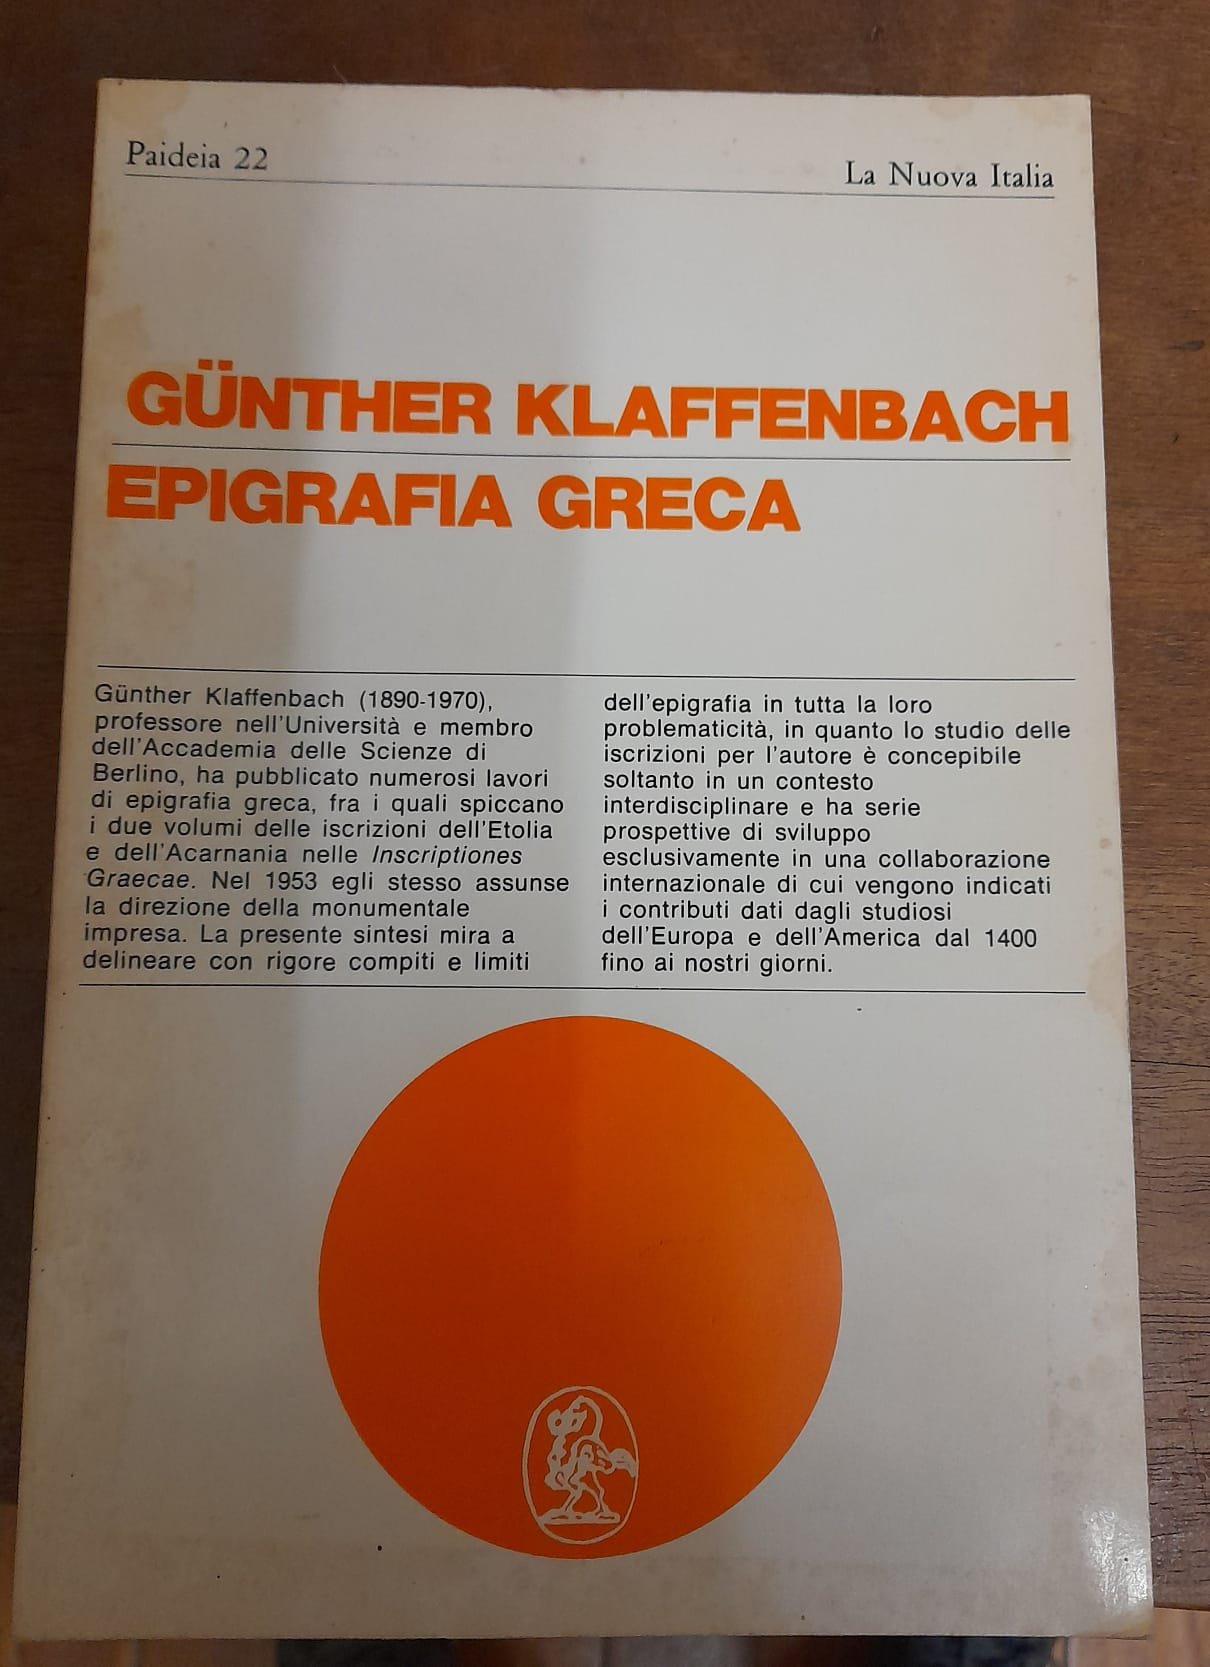 Paideia 22
La Nuova Italia
GÜNTHER KLAFFENBACH
EPIGRAFIA GRECA
Günther Klaffenbach (1890-1970),
professore nell'Università e membro
dell'Accademia delle Scienze di
Berlino, ha pubblicato numerosi lavori
di epigrafia greca, fra i quali spiccano
i due volumi delle iscrizioni dell'Etolia
e dell'Acarnania nelle Inscriptiones
Graecae. Nel 1953 egli stesso assunse
la direzione della monumentale
impresa. La presente sintesi mira a
delineare con rigore compiti e limiti
dell'epigrafia in tutta la loro
problematicità, in quanto lo studio delle
iscrizioni per l'autore è concepibile
soltanto in un contesto
interdisciplinare e ha serie
prospettive di sviluppo
esclusivamente in una collaborazione
internazionale di cui vengono indicati
i contributi dati dagli studiosi
dell'Europa e dell'America dal 1400
fino ai nostri giorni.